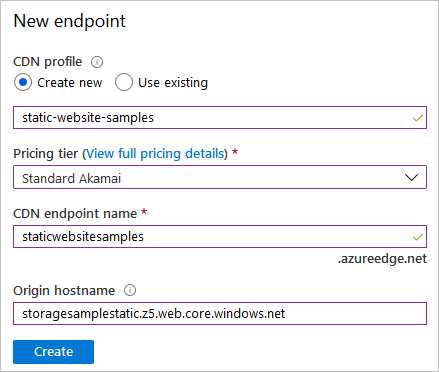 New endpoint
CDN profile
Create new Use existing
static-website-samples
Pricing tier (View full pricing details) *
Standard Akamai
CDN endpoint name *
staticwebsitesamples
.azureedge.net
Origin hostname
storagesamplestatic.z5.web.core.windows.net
Create